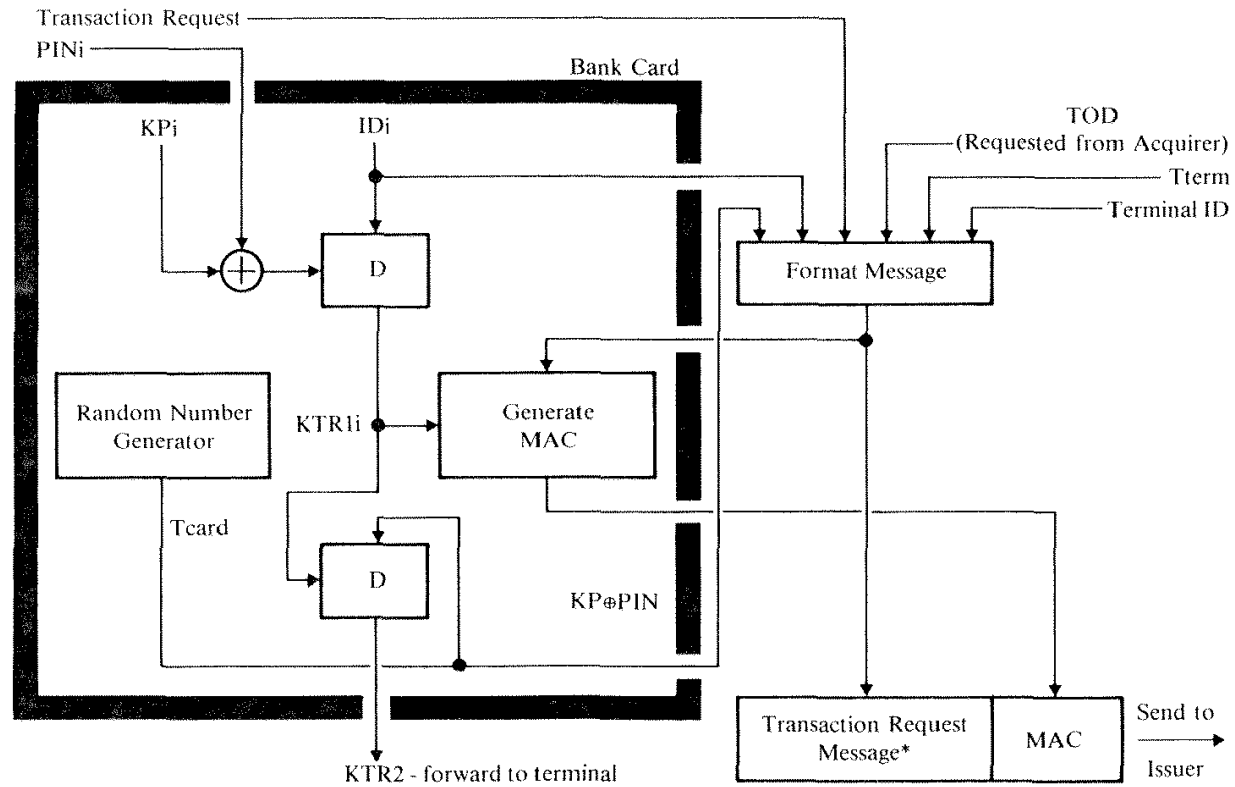 Transaction Request
PINi
Bank Card
KPi
IDi
TOD
(Requested from Acquirer)
Tterm
Terminal ID
D
Format Message
Random Number
Generator
KTR1i
Generate
MAC
Tcard
D
KP⊕PIN
Transaction Request
Message*
MAC
Send to
Issuer
KTR2 - forward to terminal